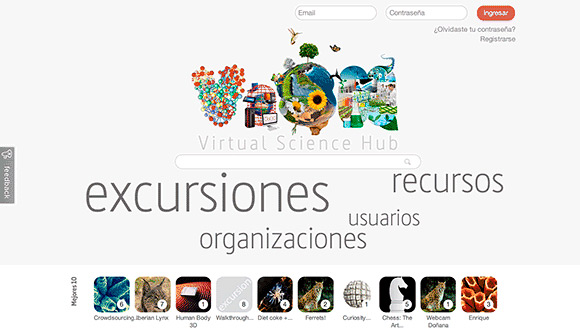 Email
Contraseña
Ingresar
¿Olvidaste tu contraseña?
Registrarse
Virtual Science Hub
feedback
excursiones
recursos
usuarios
organizaciones
Mejores 10
6 7 1 8 4 2 1 5 1 3
excursion
Crowdsourcing... Iberian Lynx Human Body 3D Walkthrough... Diet coke +... Ferrets! Curiosity... Chess: The Art... Webcam Doñana Enrique